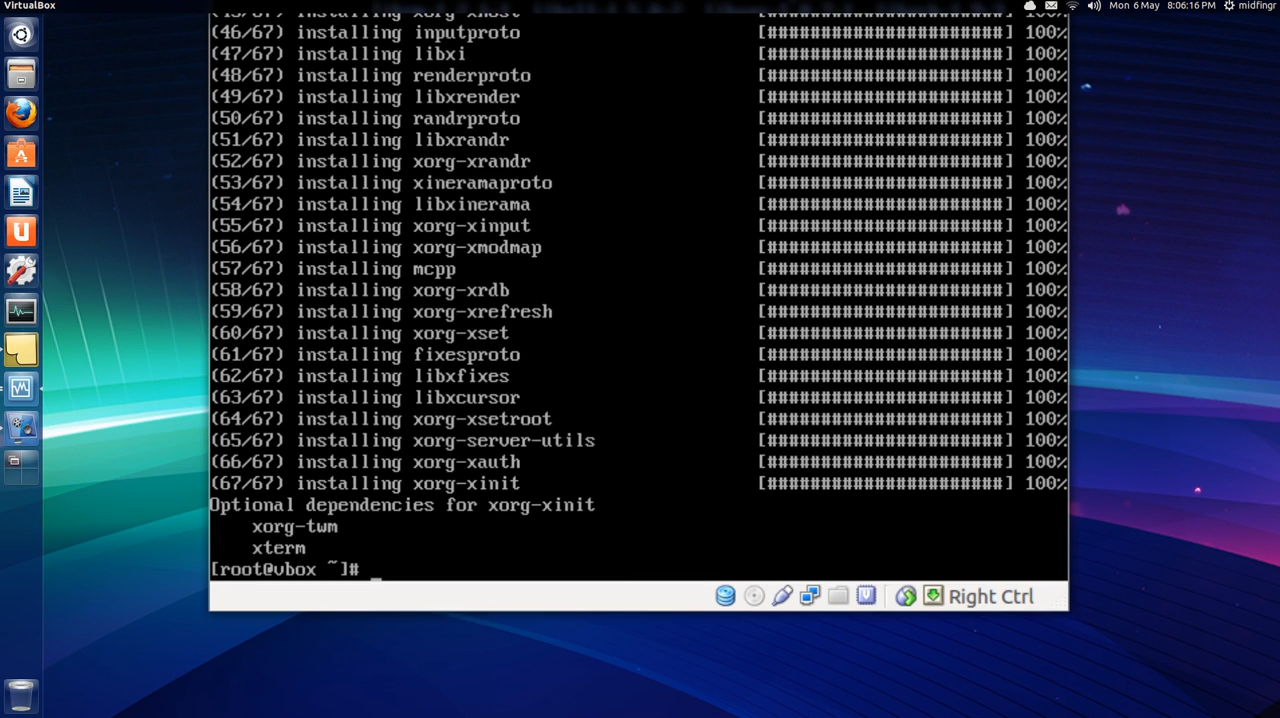 VirtualBox
Mon 6 May 8:06:16 PM midfingr
(46/67) installing inputproto [######################] 100%
(47/67) installing libxi [######################] 100%
(48/67) installing renderproto [######################] 100%
(49/67) installing libxrender [######################] 100%
(50/67) installing randrproto [######################] 100%
(51/67) installing libxrandr [######################] 100%
(52/67) installing xorg-xrandr [######################] 100%
(53/67) installing xineramaproto [######################] 100%
(54/67) installing libxinerama [######################] 100%
(55/67) installing xorg-xinput [######################] 100%
(56/67) installing xorg-xmodmap [######################] 100%
(57/67) installing mcpp [######################] 100%
(58/67) installing xorg-xrdb [######################] 100%
(59/67) installing xorg-xrefresh [######################] 100%
(60/67) installing xorg-xset [######################] 100%
(61/67) installing fixesproto [######################] 100%
(62/67) installing libxfixes [######################] 100%
(63/67) installing libxcursor [######################] 100%
(64/67) installing xorg-xsetroot [######################] 100%
(65/67) installing xorg-server-utils [######################] 100%
(66/67) installing xorg-xauth [######################] 100%
(67/67) installing xorg-xinit [######################] 100%
Optional dependencies for xorg-xinit
xorg-twm
xterm
[root@vbox ~]#
Right Ctrl